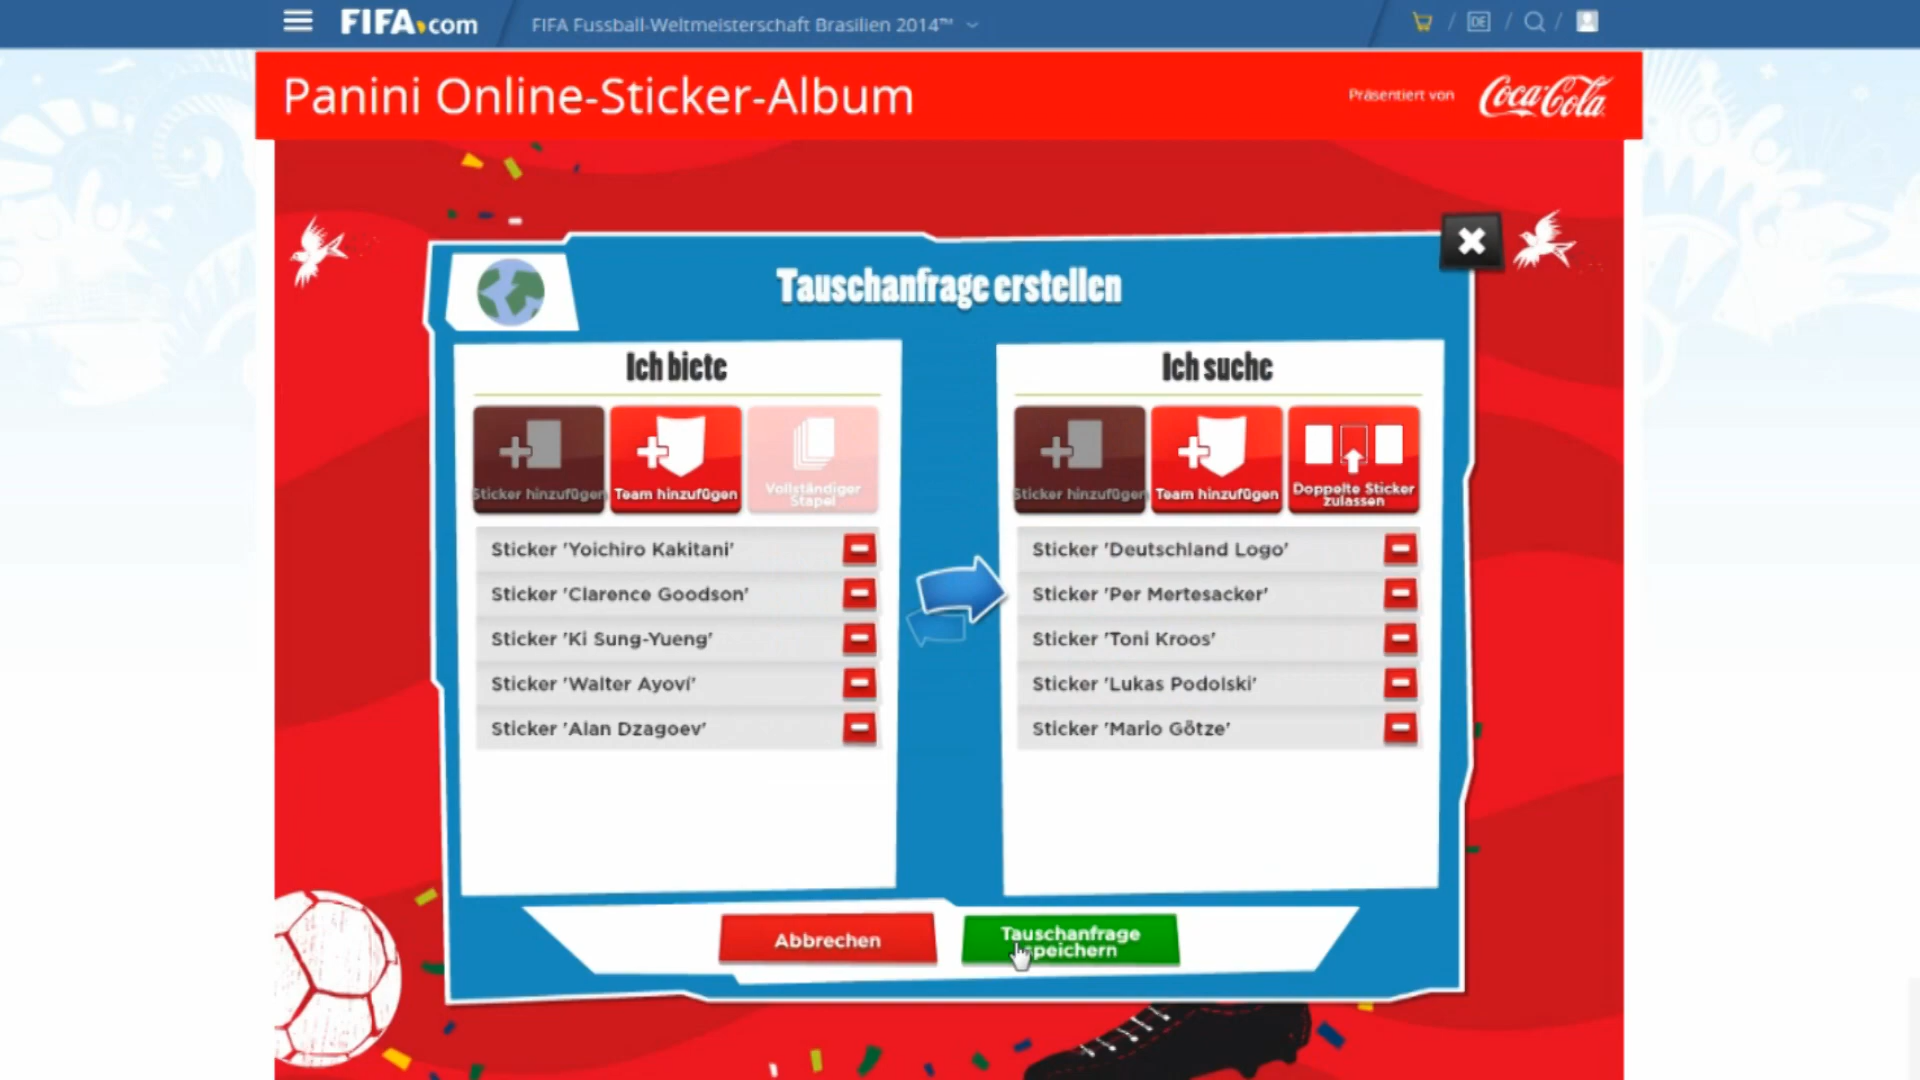 FIFA.com
FIFA Fussball-Weltmeisterschaft Brasilien 2014™
DE
Panini Online-Sticker-Album
Präsentiert von
Coca-Cola
Tauschanfrage erstellen
Ich biete
Sticker hinzufügen
Team hinzufügen
Vollständiger
Stapel
Sticker 'Yoichiro Kakitani'
Sticker 'Clarence Goodson'
Sticker 'Ki Sung-Yueng'
Sticker 'Walter Ayoví'
Sticker 'Alan Dzagoev'
Ich suche
Sticker hinzufügen
Team hinzufügen
Doppelte Sticker
zulassen
Sticker 'Deutschland Logo'
Sticker 'Per Mertesacker'
Sticker 'Toni Kroos'
Sticker 'Lukas Podolski'
Sticker 'Mario Götze'
Abbrechen
Tauschanfrage
speichern